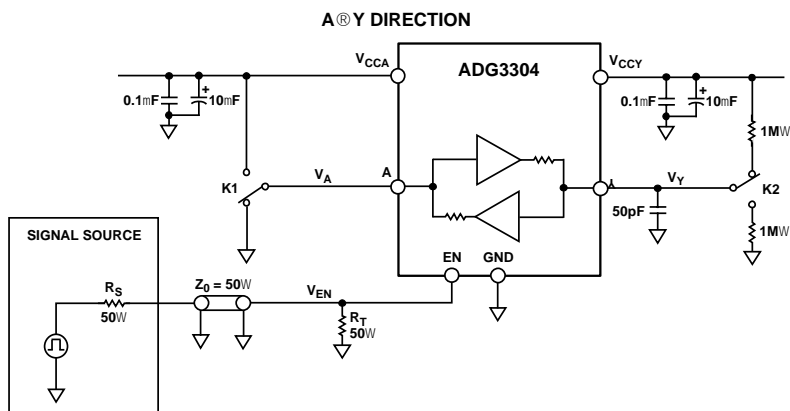 A®Y DIRECTION
VCCA
ADG3304
VCCY
0.1mF
+
10mF
0.1mF
+
10mF
1MW
K1
VA
A
VY
K2
50pF
1MW
SIGNAL SOURCE
EN
GND
RS
50W
Z0 = 50W
VEN
RT
50W